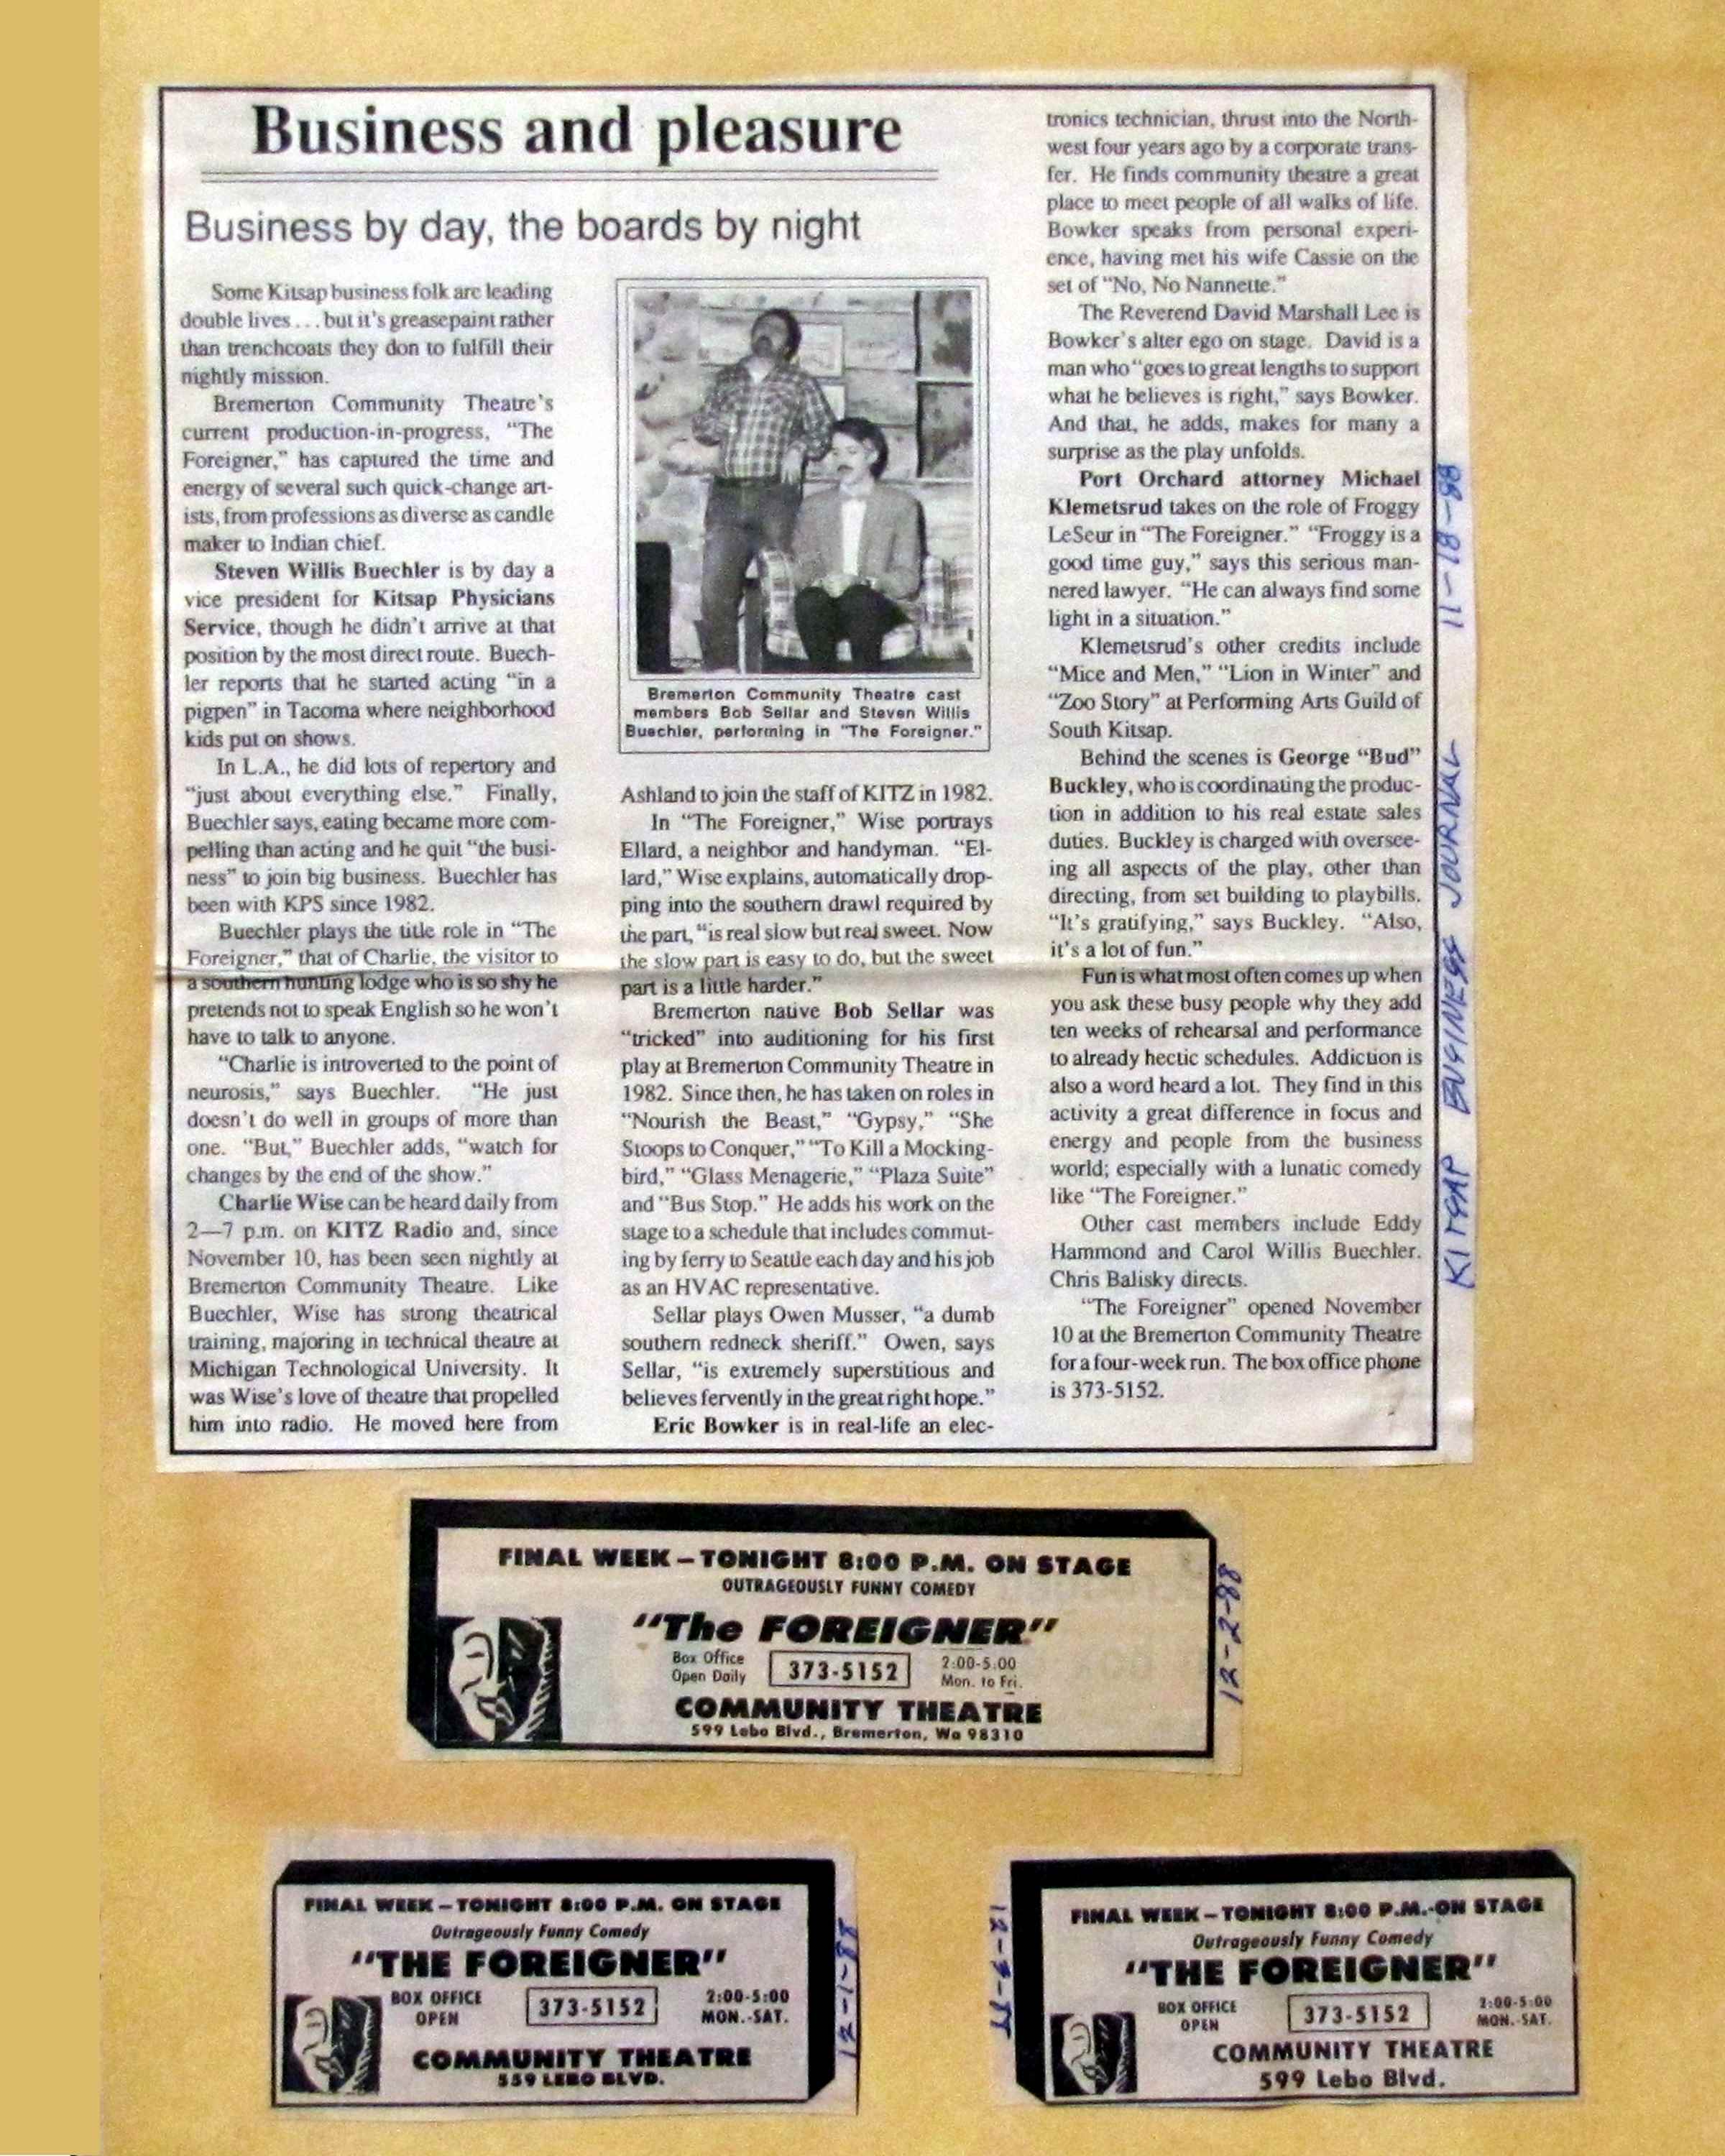 Business and pleasure
Business by day, the boards by night
Some Kitsap business folk are leading
double lives . . . but it's greasepaint rather
than trenchcoats they don to fulfill their
nightly mission.
Bremerton Community Theatre's
current production-in-progress, "The
Foreigner," has captured the time and
energy of several such quick-change art-
ists, from professions as diverse as candle
maker to Indian chief.
Steven Willis Buechler is by day a
vice president for Kitsap Physicians
Service, though he didn't arrive at that
position by the most direct route. Buech-
ler reports that he started acting "in a
pigpen" in Tacoma where neighborhood
kids put on shows.
In L.A., he did lots of repertory and
"just about everything else." Finally,
Buechler says, eating became more com-
pelling than acting and he quit "the busi-
ness" to join big business. Buechler has
been with KPS since 1982.
Buechler plays the title role in "The
Foreigner," that of Charlie, the visitor to
a southern hunting lodge who is so shy he
pretends not to speak English so he won't
have to talk to anyone.
"Charlie is introverted to the point of
neurosis," says Buechler. "He just
doesn't do well in groups of more than
one. "But," Buechler adds, "watch for
changes by the end of the show."
Charlie Wise can be heard daily from
2—7 p.m. on KITZ Radio and, since
November 10, has been seen nightly at
Bremerton Community Theatre. Like
Buechler, Wise has strong theatrical
training, majoring in technical theatre at
Michigan Technological University. It
was Wise's love of theatre that propelled
him into radio. He moved here from
Bremerton Community Theatre cast
members Bob Sellar and Steven Willis
Buechler, performing in "The Foreigner."
Ashland to join the staff of KITZ in 1982.
In "The Foreigner," Wise portrays
Ellard, a neighbor and handyman. "El-
lard," Wise explains, automatically drop-
ping into the southern drawl required by
the part, "is real slow but real sweet. Now
the slow part is easy to do, but the sweet
part is a little harder."
Bremerton native Bob Sellar was
"tricked" into auditioning for his first
play at Bremerton Community Theatre in
1982. Since then, he has taken on roles in
"Nourish the Beast," "Gypsy," "She
Stoops to Conquer," "To Kill a Mocking-
bird," "Glass Menagerie," "Plaza Suite"
and "Bus Stop." He adds his work on the
stage to a schedule that includes commut-
ing by ferry to Seattle each day and his job
as an HVAC representative.
Sellar plays Owen Musser, "a dumb
southern redneck sheriff." Owen, says
Sellar, "is extremely superstitious and
believes fervently in the great right hope."
Eric Bowker is in real-life an elec-
tronics technician, thrust into the North-
west four years ago by a corporate trans-
fer. He finds community theatre a great
place to meet people of all walks of life.
Bowker speaks from personal experi-
ence, having met his wife Cassie on the
set of "No, No Nannette."
The Reverend David Marshall Lee is
Bowker's alter ego on stage. David is a
man who "goes to great lengths to support
what he believes is right," says Bowker.
And that, he adds, makes for many a
surprise as the play unfolds.
Port Orchard attorney Michael
Klemetsrud takes on the role of Froggy
LeSeur in "The Foreigner." "Froggy is a
good time guy," says this serious man-
nered lawyer. "He can always find some
light in a situation."
Klemetsrud's other credits include
"Mice and Men," "Lion in Winter" and
"Zoo Story" at Performing Arts Guild of
South Kitsap.
Behind the scenes is George "Bud"
Buckley, who is coordinating the produc-
tion in addition to his real estate sales
duties. Buckley is charged with oversee-
ing all aspects of the play, other than
directing, from set building to playbills.
"It's gratifying," says Buckley. "Also,
it's a lot of fun."
Fun is what most often comes up when
you ask these busy people why they add
ten weeks of rehearsal and performance
to already hectic schedules. Addiction is
also a word heard a lot. They find in this
activity a great difference in focus and
energy and people from the business
world; especially with a lunatic comedy
like "The Foreigner."
Other cast members include Eddy
Hammond and Carol Willis Buechler.
Chris Balisky directs.
"The Foreigner" opened November
10 at the Bremerton Community Theatre
for a four-week run. The box office phone
is 373-5152.
KITSAP BUSINESS JOURNAL 11-18-88
FINAL WEEK – TONIGHT 8:00 P.M. ON STAGE
OUTRAGEOUSLY FUNNY COMEDY
"The FOREIGNER"
Box Office
Open Daily
373-5152
2:00-5:00
Mon. to Fri.
COMMUNITY THEATRE
599 Lebo Blvd., Bremerton, Wa 98310
12-2-88
FINAL WEEK – TONIGHT 8:00 P.M. ON STAGE
Outrageously Funny Comedy
"THE FOREIGNER"
BOX OFFICE
OPEN
373-5152
2:00-5:00
MON.-SAT.
COMMUNITY THEATRE
559 LEBO BLVD.
12-1-88
FINAL WEEK – TONIGHT 8:00 P.M. ON STAGE
Outrageously Funny Comedy
"THE FOREIGNER"
BOX OFFICE
OPEN
373-5152
2:00-5:00
MON.-SAT.
COMMUNITY THEATRE
599 Lebo Blvd.